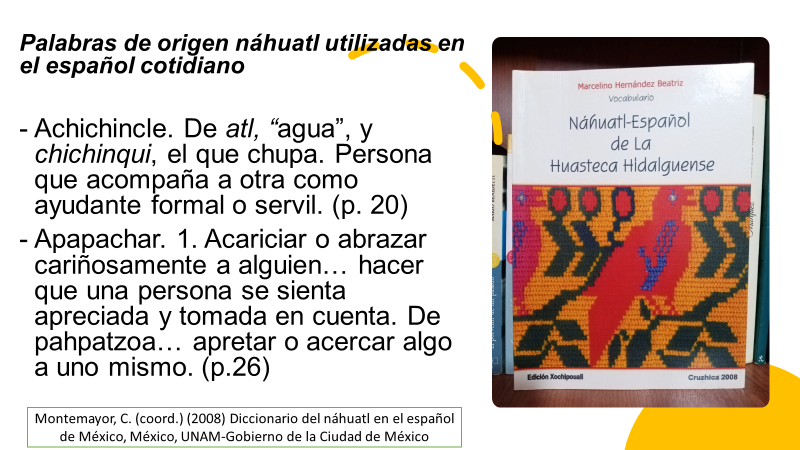 Palabras de origen náhuatl utilizadas en
el español cotidiano
- Achichincle. De atl, “agua”, y
chichinqui, el que chupa. Persona
que acompaña a otra como
ayudante formal o servil. (p. 20)
- Apapachar. 1. Acariciar o abrazar
cariñosamente a alguien… hacer
que una persona se sienta
apreciada y tomada en cuenta. De
pahpatzoa… apretar o acercar algo
a uno mismo. (p.26)
Montemayor, C. (coord.) (2008) Diccionario del náhuatl en el español
de México, México, UNAM-Gobierno de la Ciudad de México
Marcelino Hernández Beatriz
Vocabulario
Náhuatl-Español
de La
Huasteca Hidalguense
Edición Xochipouali
Cruzhica 2008